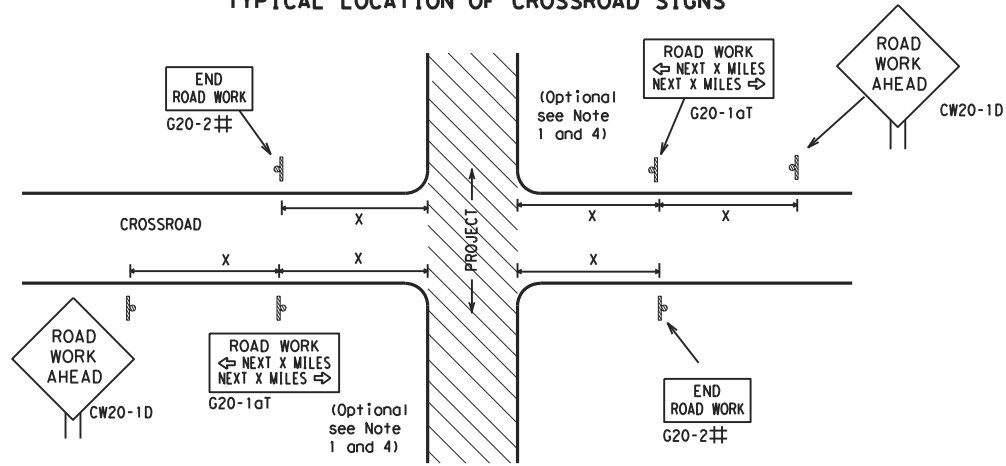 TYPICAL LOCATION OF CROSSROAD SIGNS
ROAD
WORK
AHEAD
CW20-1D
ROAD WORK
⇦ NEXT X MILES
NEXT X MILES ⇨
G20-1aT
(Optional
see Note
1 and 4)
END
ROAD WORK
G20-2⌗
X
X
X
CROSSROAD
PROJECT
X
X
X
ROAD
WORK
AHEAD
CW20-1D
ROAD WORK
⇦ NEXT X MILES
NEXT X MILES ⇨
G20-1aT
(Optional
see Note
1 and 4)
END
ROAD WORK
G20-2⌗